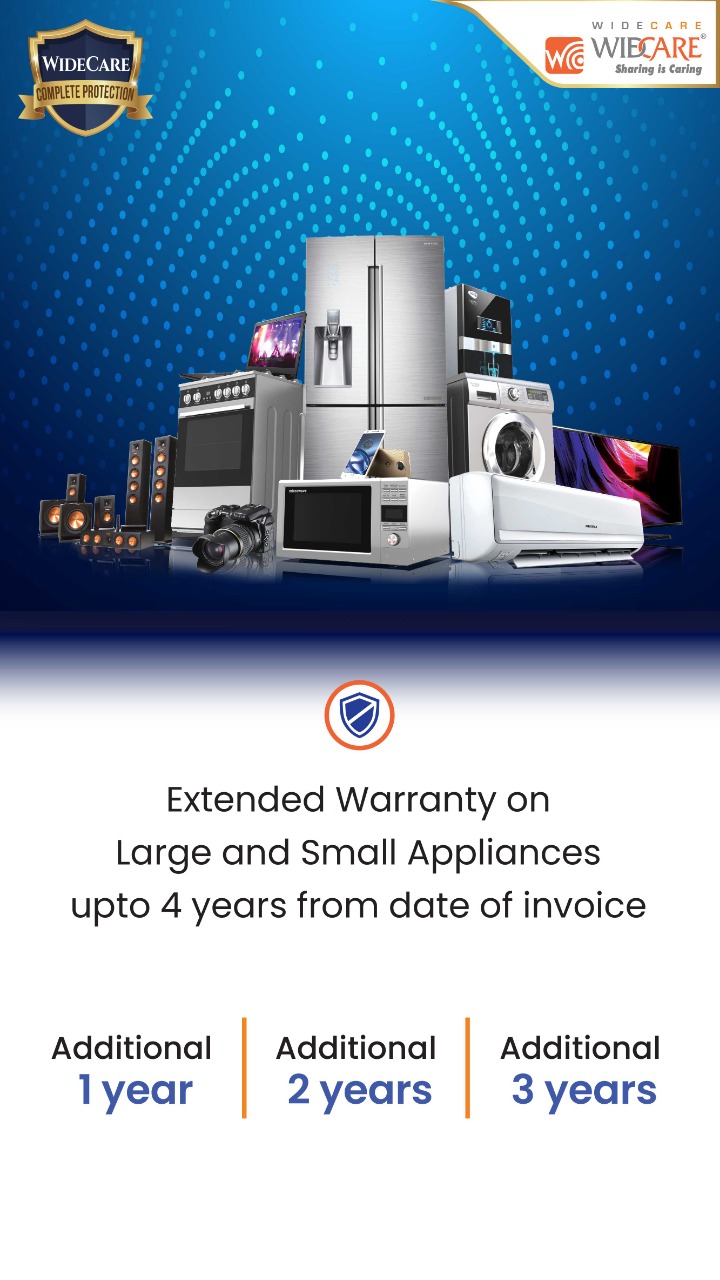 WIDECARE
COMPLETE PROTECTION
WIDECARE
WIDECARE®
Sharing is Caring
Extended Warranty on
Large and Small Appliances
upto 4 years from date of invoice
Additional
1 year
Additional
2 years
Additional
3 years